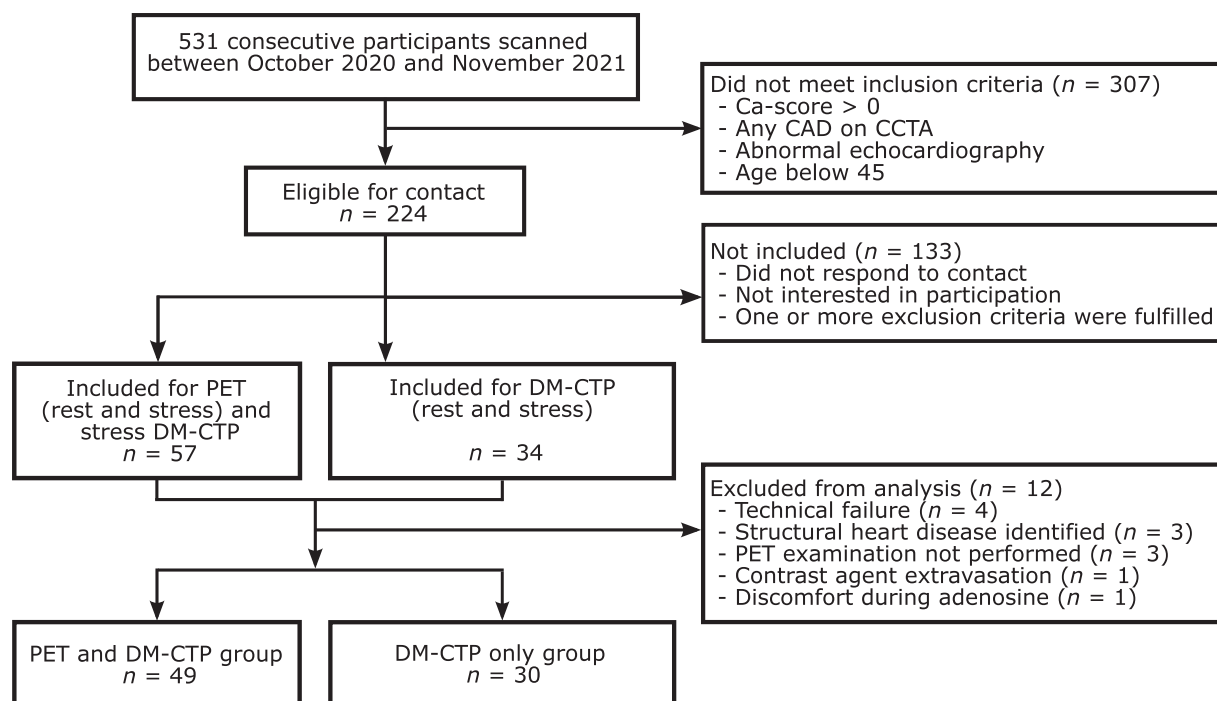 531 consecutive participants scanned
between October 2020 and November 2021
Did not meet inclusion criteria (n = 307)
- Ca-score > 0
- Any CAD on CCTA
- Abnormal echocardiography
- Age below 45
Eligible for contact
n = 224
Not included (n = 133)
- Did not respond to contact
- Not interested in participation
- One or more exclusion criteria were fulfilled
Included for PET
(rest and stress) and
stress DM-CTP
n = 57
Included for DM-CTP
(rest and stress)
n = 34
Excluded from analysis (n = 12)
- Technical failure (n = 4)
- Structural heart disease identified (n = 3)
- PET examination not performed (n = 3)
- Contrast agent extravasation (n = 1)
- Discomfort during adenosine (n = 1)
PET and DM-CTP group
n = 49
DM-CTP only group
n = 30